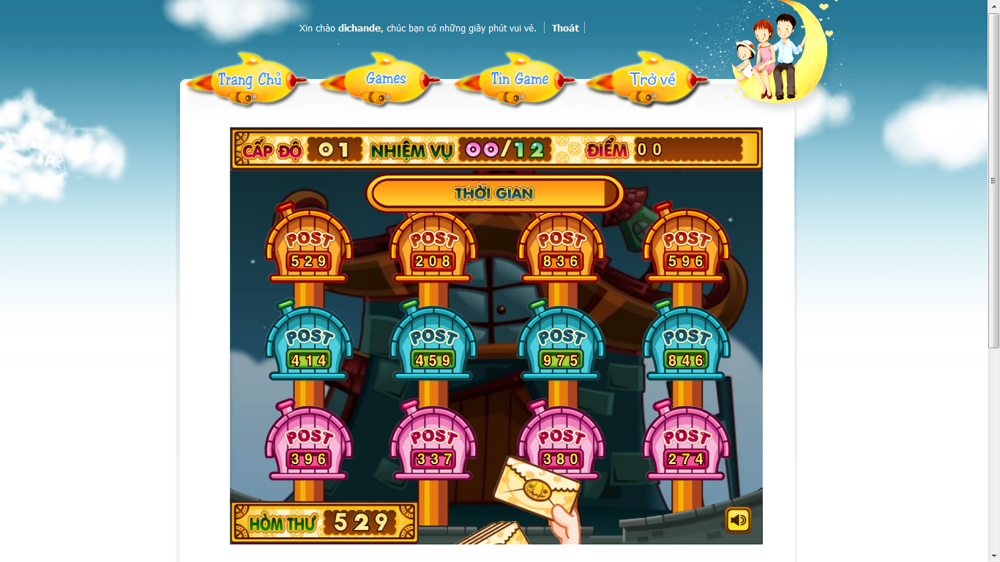 Xin chào dichande, chúc bạn có những giây phút vui vẻ. Thoát
Trang Chủ Games Tin Game Trở về
CẤP ĐỘ 01 NHIỆM VỤ 00/12 ĐIỂM 00
THỜI GIAN
POST POST POST POST
529 208 836 596
POST POST POST POST
414 459 975 846
POST POST POST POST
396 337 380 274
HÒM THƯ 529